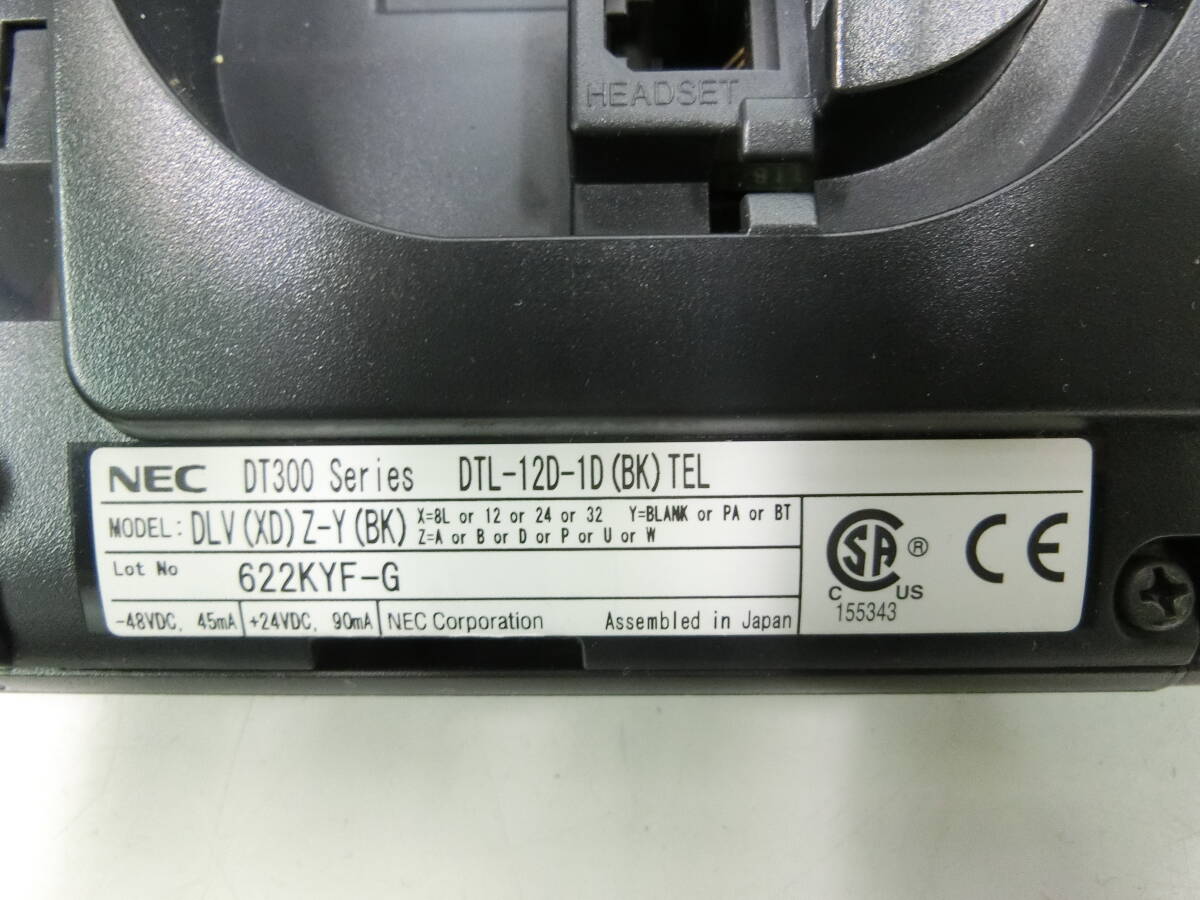 HEADSET
NEC DT300 Series DTL-12D-1D(BK)TEL
MODEL: DLV(XD)Z-Y(BK) X=8L or 12 or 24 or 32 Y=BLANK or PA or BT
Z=A or B or D or P or U or W
Lot No 622KYF-G
-48VDC, 45mA +24VDC, 90mA NEC Corporation Assembled in Japan
SA ® CE
C US
155343